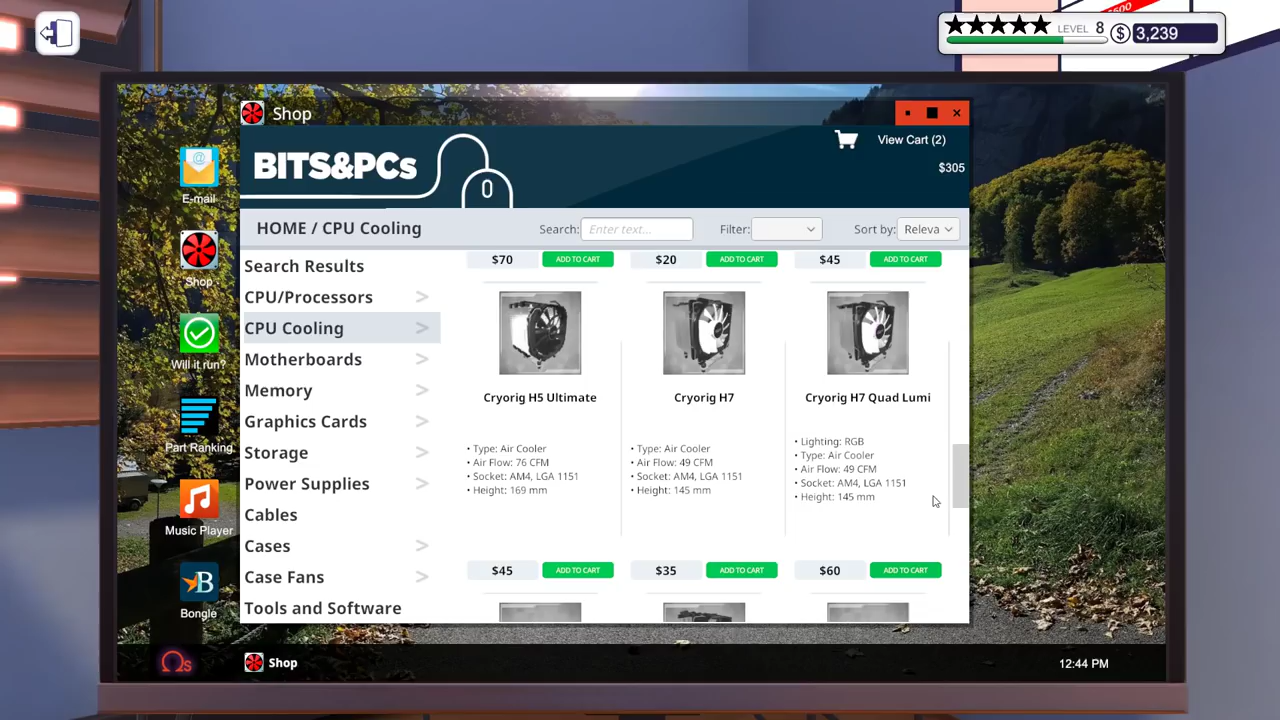 600
LEVEL 8
$ 3,239
Shop
View Cart (2)
BITS&PCs
$305
HOME / CPU Cooling
Search:
Enter text...
Filter:
Sort by:
Releva
E-mail
Shop
Will it run?
Part Ranking
Music Player
B
Bongle
Search Results
CPU/Processors >
CPU Cooling >
Motherboards >
Memory >
Graphics Cards >
Storage >
Power Supplies >
Cables
Cases >
Case Fans >
Tools and Software
$70
ADD TO CART
$20
ADD TO CART
$45
ADD TO CART
Cryorig H5 Ultimate
• Type: Air Cooler
• Air Flow: 76 CFM
• Socket: AM4, LGA 1151
• Height: 169 mm
$45
ADD TO CART
Cryorig H7
• Type: Air Cooler
• Air Flow: 49 CFM
• Socket: AM4, LGA 1151
• Height: 145 mm
$35
ADD TO CART
Cryorig H7 Quad Lumi
• Lighting: RGB
• Type: Air Cooler
• Air Flow: 49 CFM
• Socket: AM4, LGA 1151
• Height: 145 mm
$60
ADD TO CART
Ωs
Shop
12:44 PM